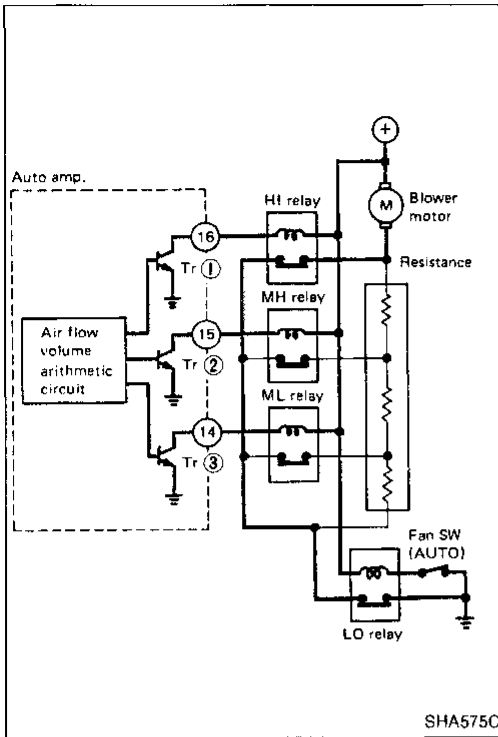 +
Auto amp.
HI relay
M
Blower
motor
16
Resistance
Tr 1
MH relay
Air flow
volume
arithmetic
circuit
15
Tr 2
ML relay
14
Tr 3
Fan SW
(AUTO)
LO relay
SHA575C